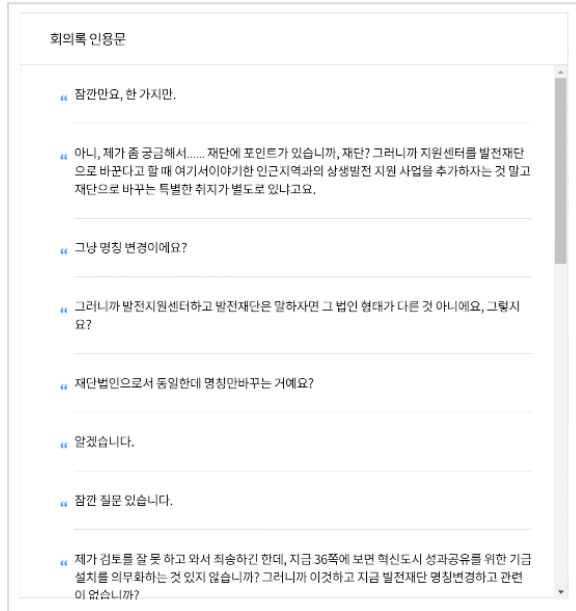 회의록 인용문
“ 잠깐만요, 한 가지만.
“ 아니, 제가 좀 궁금해서...... 재단에 포인트가 있습니까, 재단? 그러니까 지원센터를 발전재단
으로 바꾼다고 할 때 여기서이야기한 인근지역과의 상생발전 지원 사업을 추가하자는 것 말고
재단으로 바꾸는 특별한 취지가 별도로 있냐고요.
“ 그냥 명칭 변경이에요?
“ 그러니까 발전지원센터하고 발전재단은 말하자면 그 법인 형태가 다른 것 아니에요, 그렇지
요?
“ 재단법인으로서 동일한데 명칭만바꾸는 거예요?
“ 알겠습니다.
“ 잠깐 질문 있습니다.
“ 제가 검토를 잘 못 하고 와서 죄송하긴 한데, 지금 36쪽에 보면 혁신도시 성과공유를 위한 기금
설치를 의무화하는 것 있지 않습니까? 그러니까 이것하고 지금 발전재단 명칭변경하고 관련
이 없습니까?